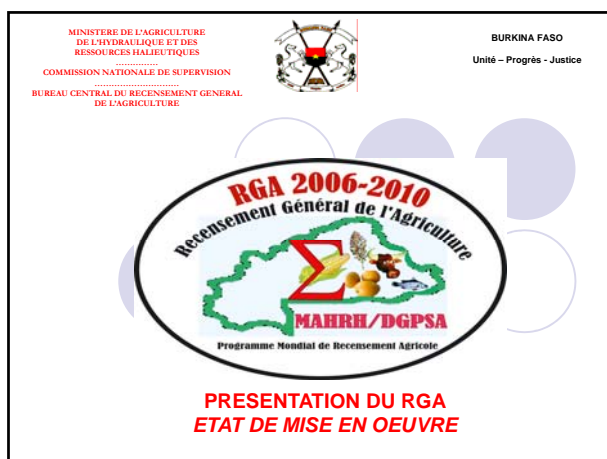 MINISTERE DE L'AGRICULTURE
DE L'HYDRAULIQUE ET DES
RESSOURCES HALIEUTIQUES
...............
COMMISSION NATIONALE DE SUPERVISION
..............................
BUREAU CENTRAL DU RECENSEMENT GENERAL
DE L'AGRICULTURE
BURKINA FASO
Unité – Progrès - Justice
RGA 2006-2010
Recensement Général de l'Agriculture
Σ
MAHRH/DGPSA
Programme Mondial de Recensement Agricole
PRESENTATION DU RGA
ETAT DE MISE EN OEUVRE